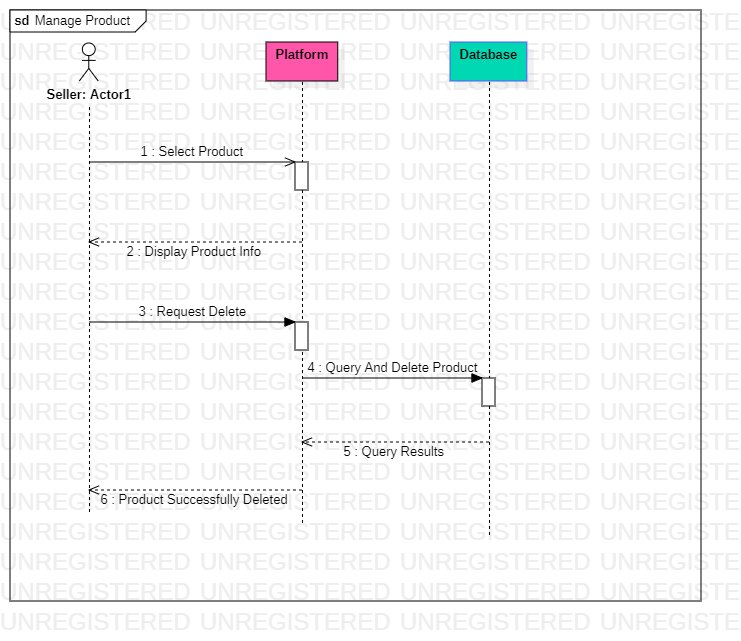 sd Manage Product
Seller: Actor1
Platform
Database
1 : Select Product
2 : Display Product Info
3 : Request Delete
4 : Query And Delete Product
5 : Query Results
6 : Product Successfully Deleted
UNREGISTERED